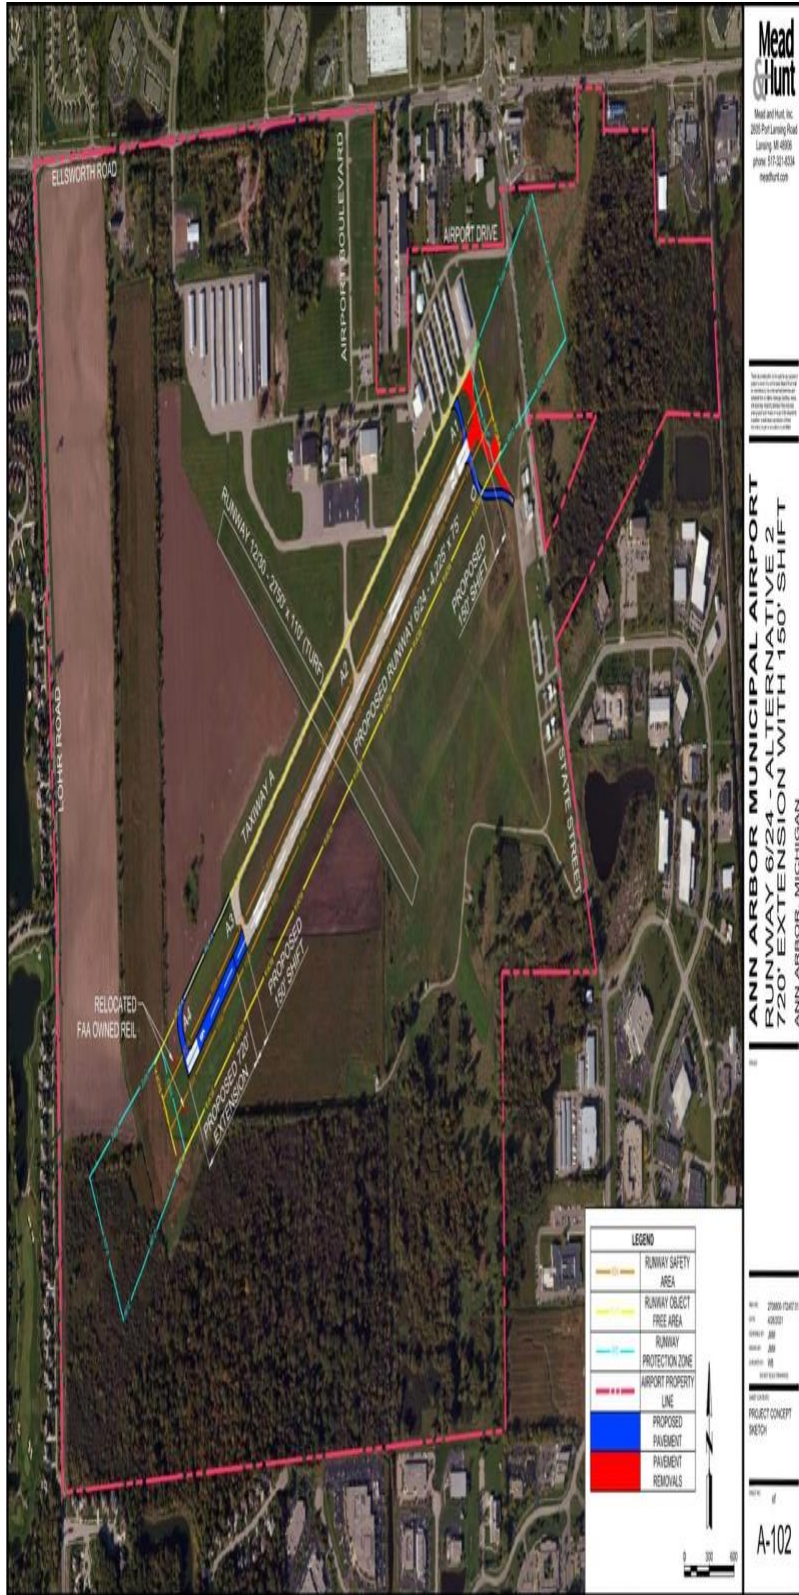 ELLSWORTH ROAD
AIRPORT BOULEVARD
AIRPORT DRIVE
LOHR ROAD
RUNWAY 12/30 - 2750' x 110' (TURF)
TAXIWAY A
A1
A2
A3
A4
PROPOSED RUNWAY 6/24 - 4,225' x 75'
PROPOSED
150' SHIFT
STATE STREET
RELOCATED
FAA OWNED REIL
PROPOSED
150' SHIFT
PROPOSED 720'
EXTENSION
LEGEND
RUNWAY SAFETY
AREA
RUNWAY OBJECT
FREE AREA
RUNWAY
PROTECTION ZONE
AIRPORT PROPERTY
LINE
PROPOSED
PAVEMENT
PAVEMENT
REMOVALS
0 300 600
Mead
&Hunt
Mead and Hunt, Inc.
2605 Port Lansing Road
Lansing, MI 48906
phone: 517-321-8334
meadhunt.com
ANN ARBOR MUNICIPAL AIRPORT
RUNWAY 6/24 - ALTERNATIVE 2
720' EXTENSION WITH 150' SHIFT
ANN ARBOR, MICHIGAN
PROJECT CONCEPT
SKETCH
of
A-102